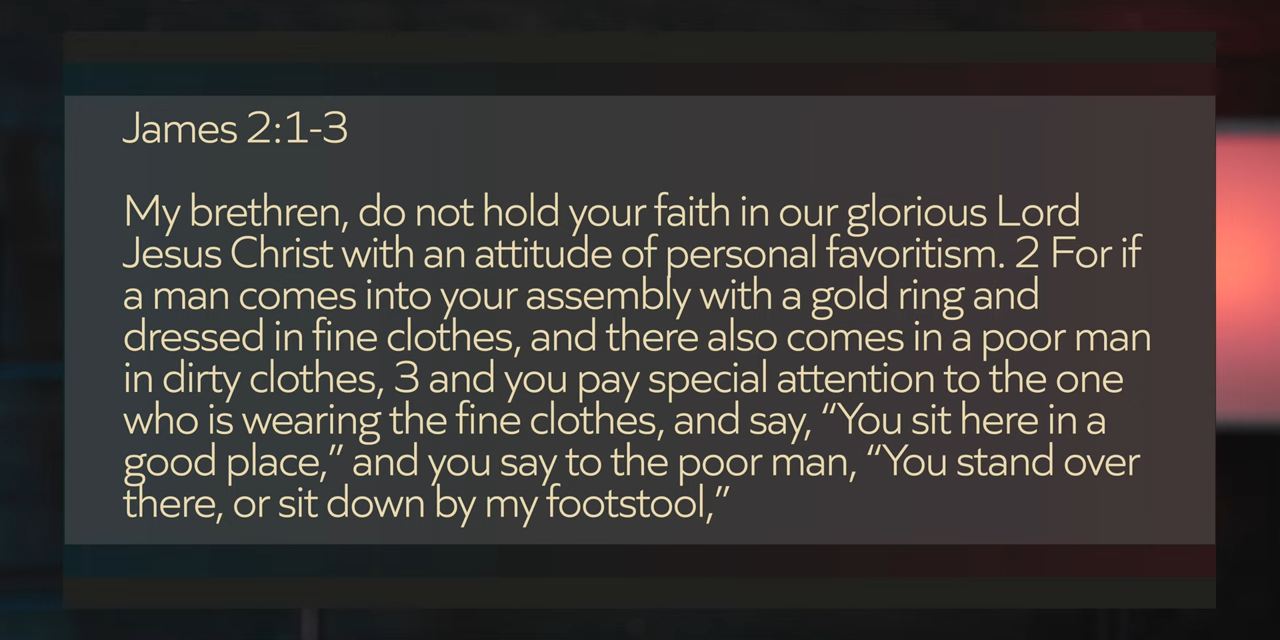 James 2:1-3
My brethren, do not hold your faith in our glorious Lord
Jesus Christ with an attitude of personal favoritism. 2 For if
a man comes into your assembly with a gold ring and
dressed in fine clothes, and there also comes in a poor man
in dirty clothes, 3 and you pay special attention to the one
who is wearing the fine clothes, and say, “You sit here in a
good place,” and you say to the poor man, “You stand over
there, or sit down by my footstool,”